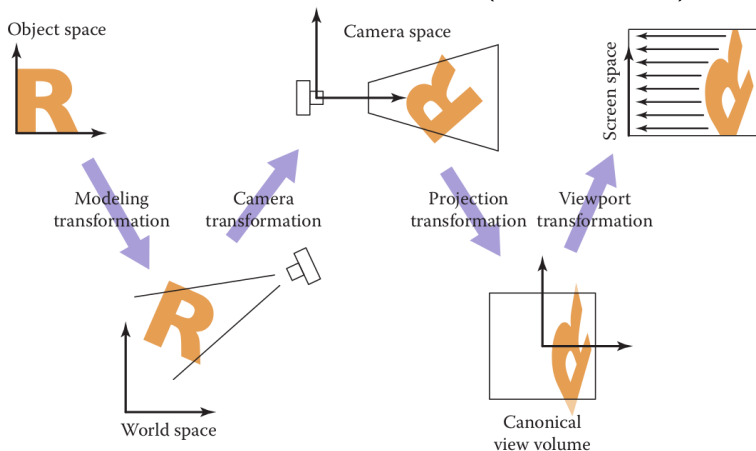 Object space
Camera space
Screen space
Modeling
transformation
Camera
transformation
Projection
transformation
Viewport
transformation
World space
Canonical
view volume